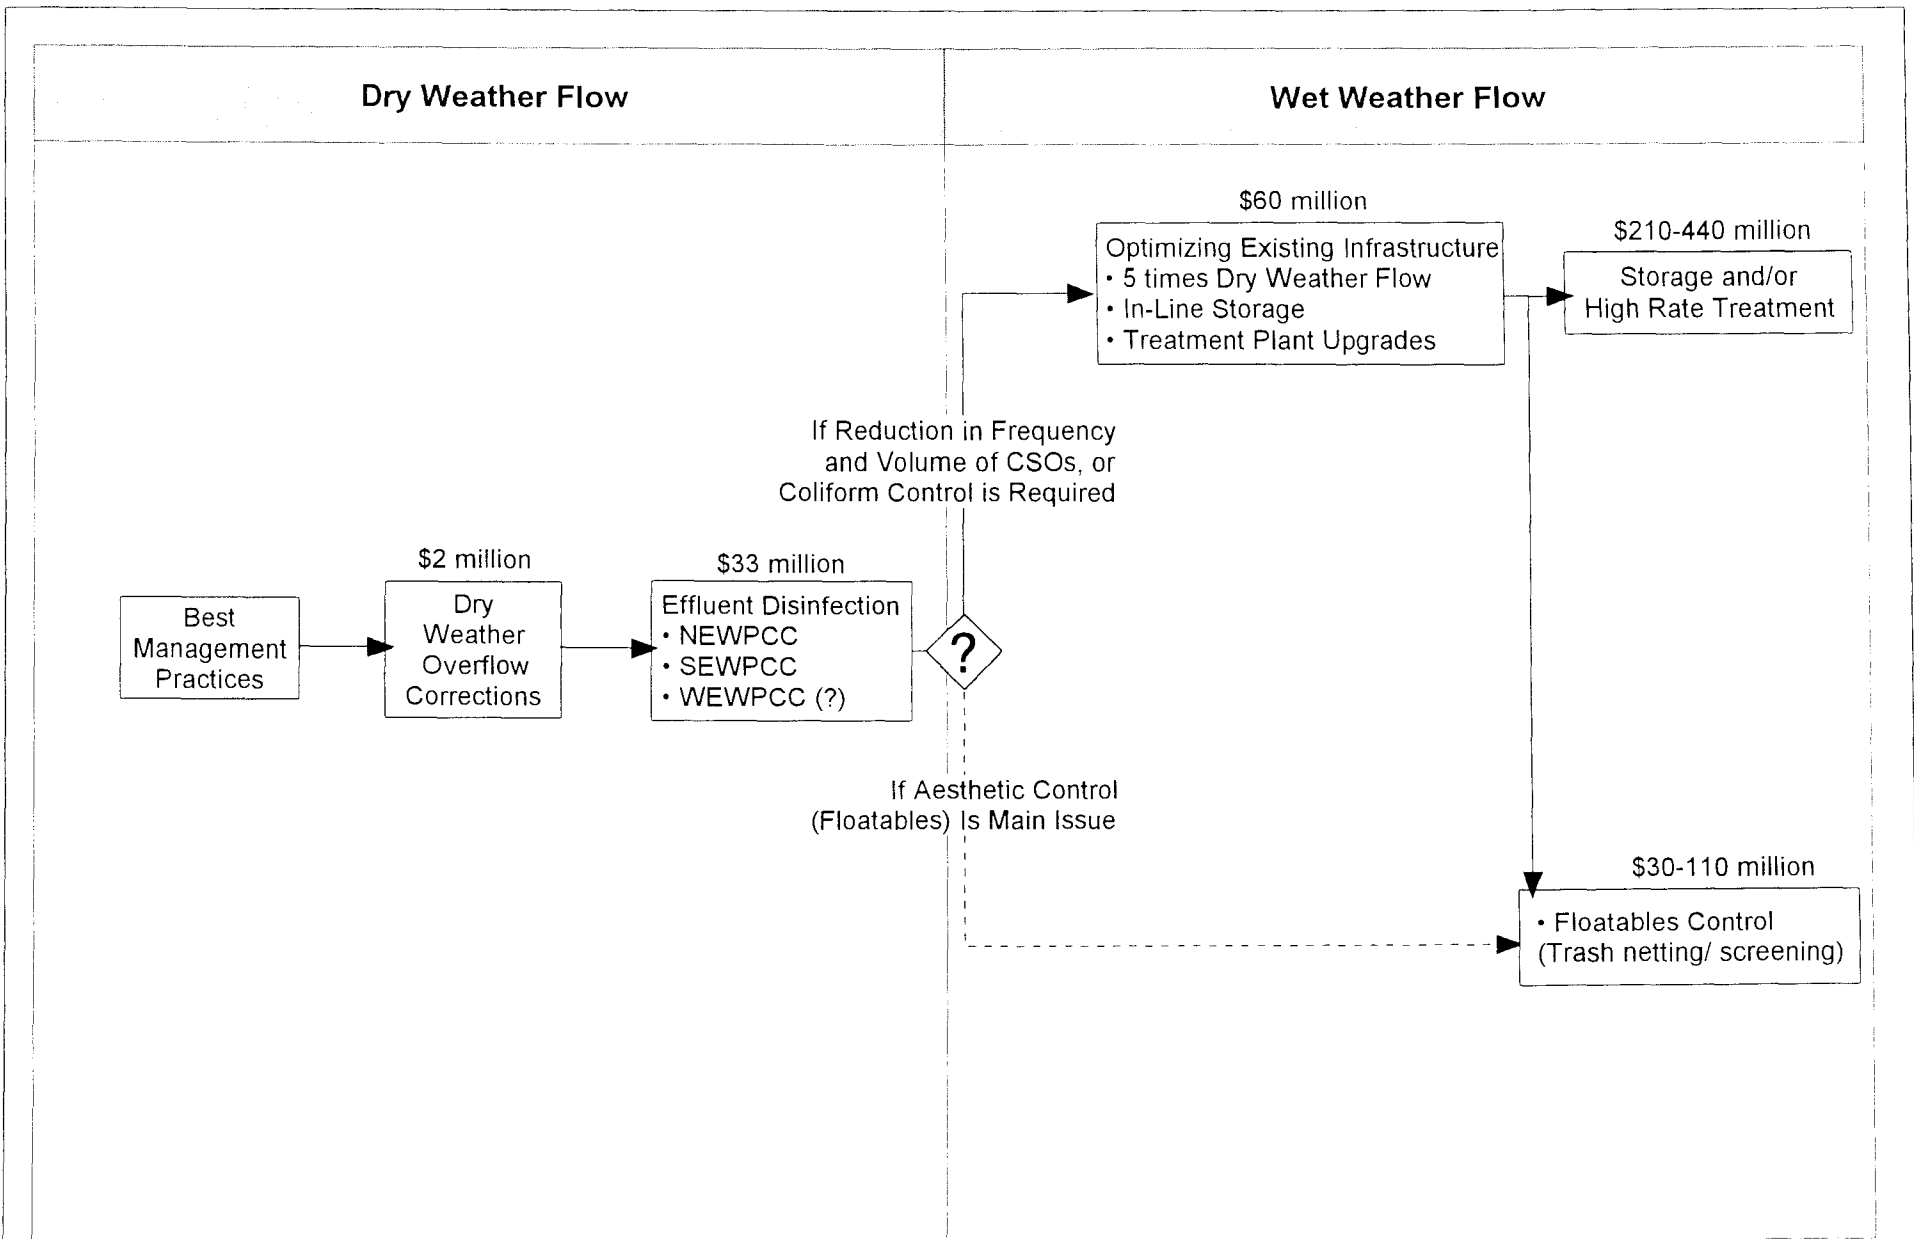 Dry Weather Flow
Wet Weather Flow
$60 million
Optimizing Existing Infrastructure
• 5 times Dry Weather Flow
• In-Line Storage
• Treatment Plant Upgrades
$210-440 million
Storage and/or
High Rate Treatment
If Reduction in Frequency
and Volume of CSOs, or
Coliform Control is Required
Best
Management
Practices
$2 million
Dry
Weather
Overflow
Corrections
$33 million
Effluent Disinfection
• NEWPCC
• SEWPCC
• WEWPCC (?)
?
If Aesthetic Control
(Floatables) Is Main Issue
$30-110 million
• Floatables Control
(Trash netting/ screening)